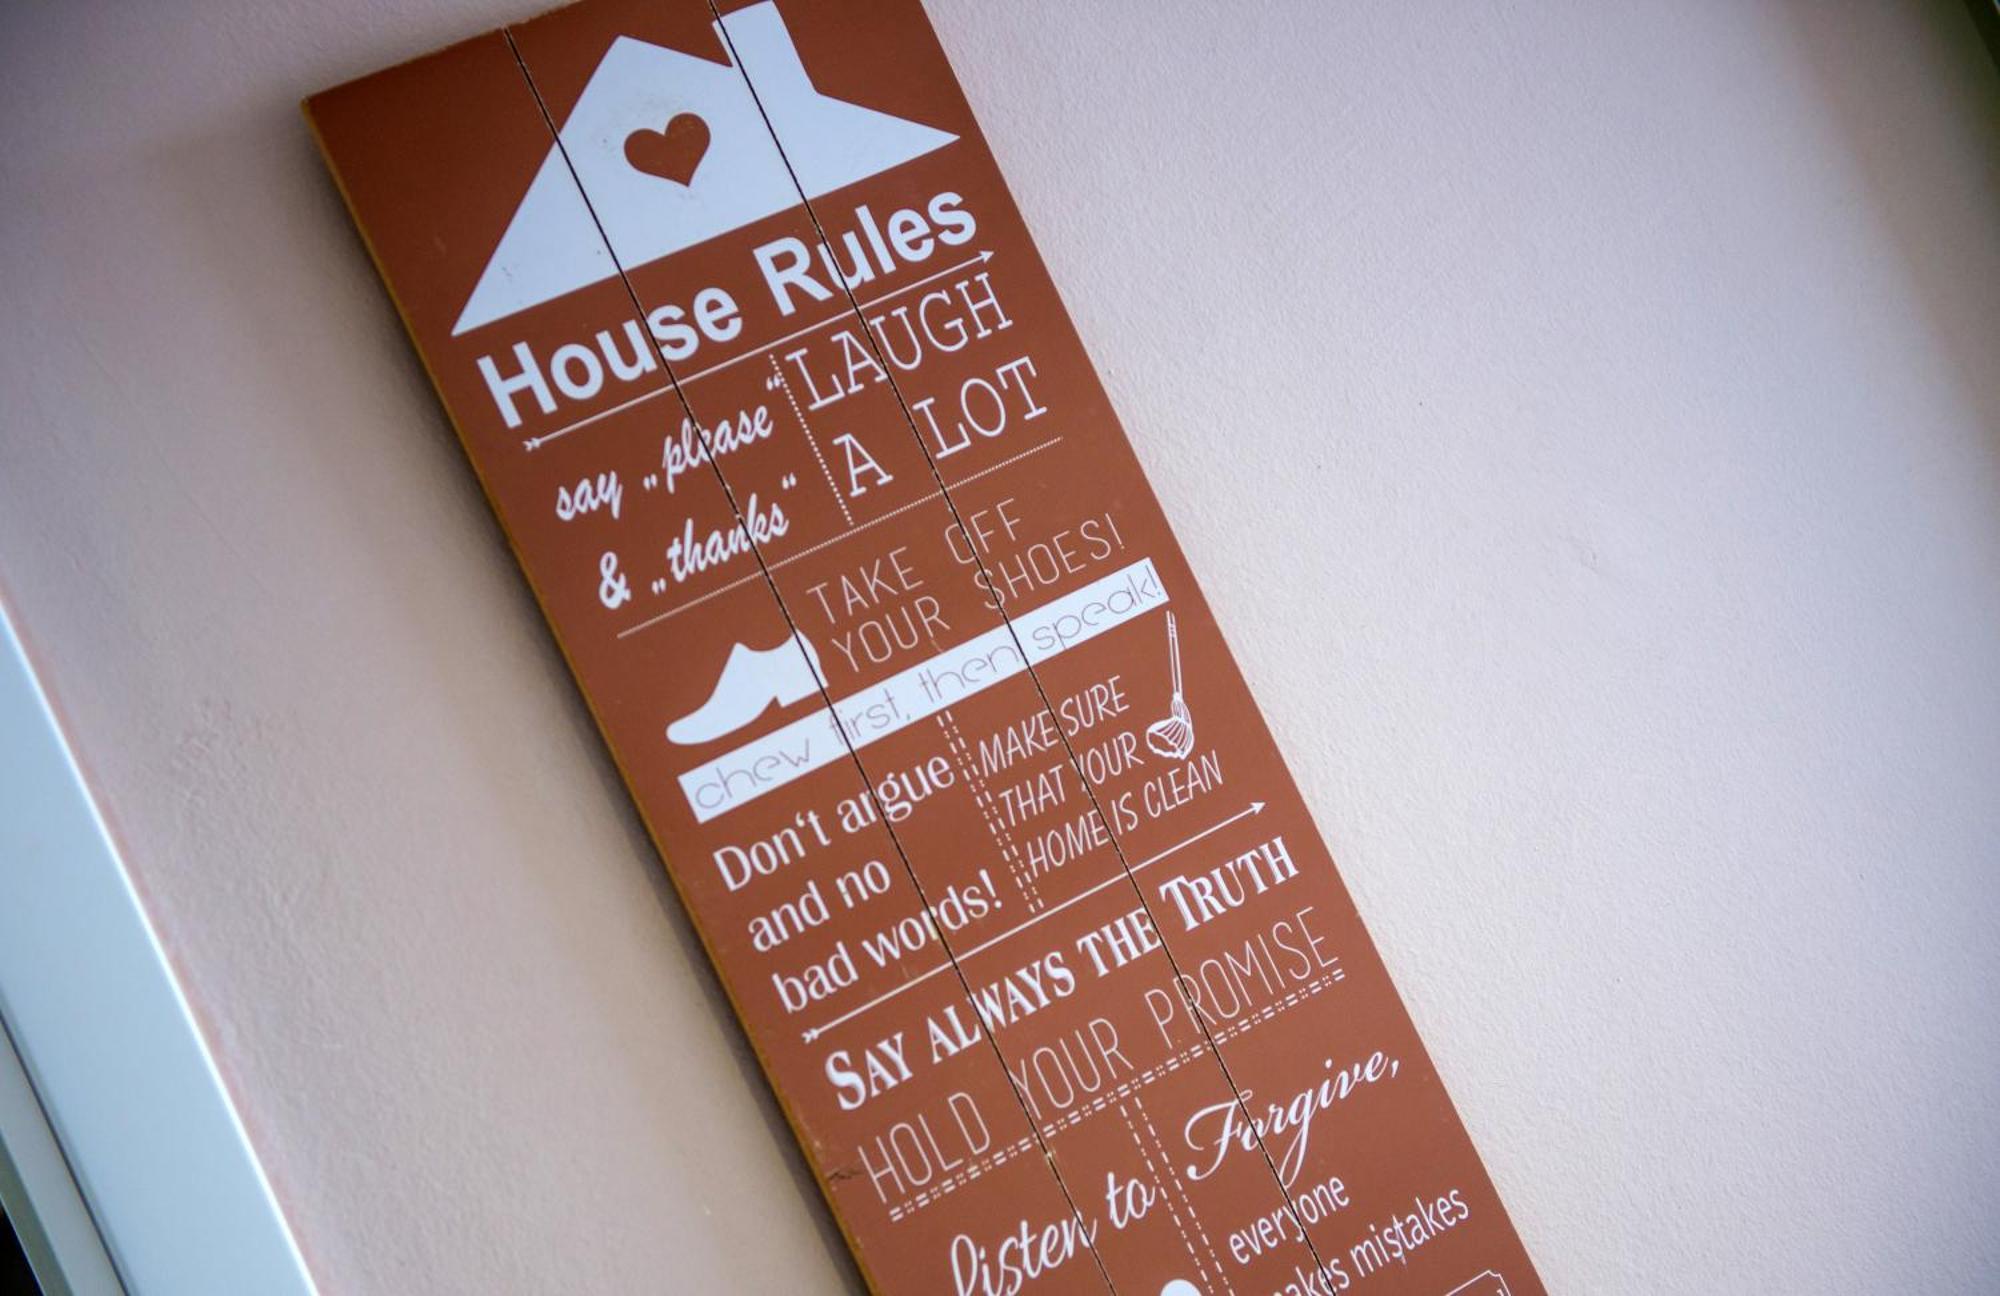 House Rules
say „please“
& „thanks“
LAUGH
A LOT
TAKE OFF
YOUR SHOES!
chew first, then speak!
Don‘t argue
and no
bad words!
MAKE SURE
THAT YOUR
HOME IS CLEAN
SAY ALWAYS THE TRUTH
HOLD YOUR PROMISE
listen to
Forgive,
everyone
makes mistakes